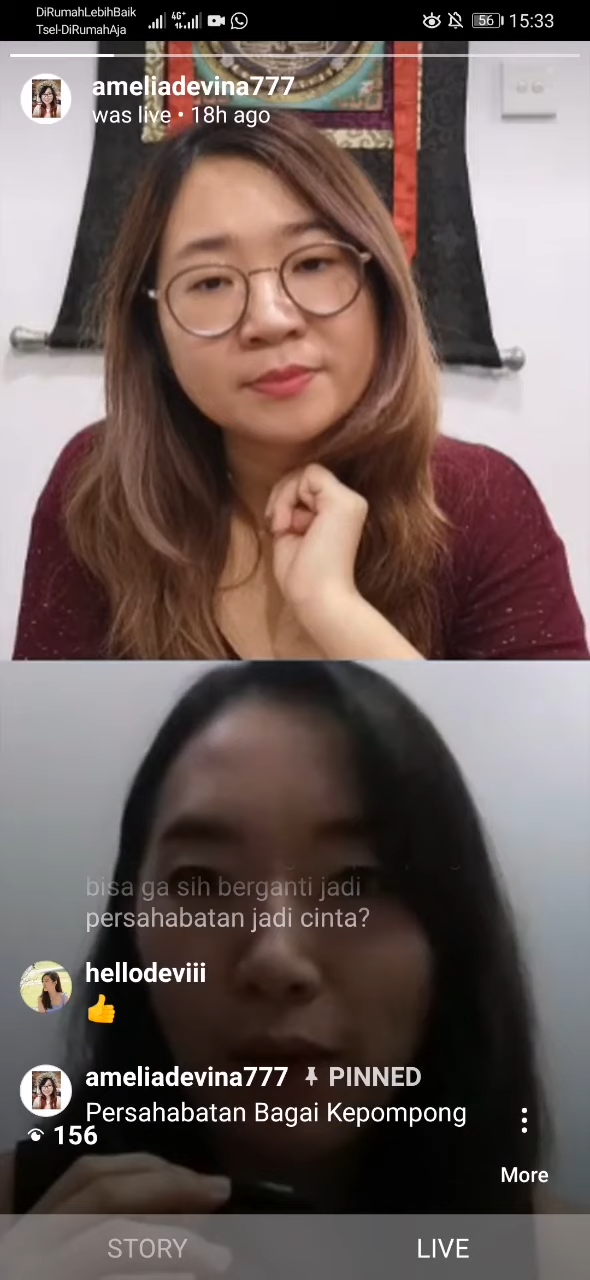 DiRumahLebihBaik
Tsel-DiRumahAja
4G+
56
15:33
ameliadevina777
was live • 18h ago
bisa ga sih berganti jadi
persahabatan jadi cinta?
hellodeviii
👍
ameliadevina777 PINNED
Persahabatan Bagai Kepompong
156
More
STORY LIVE